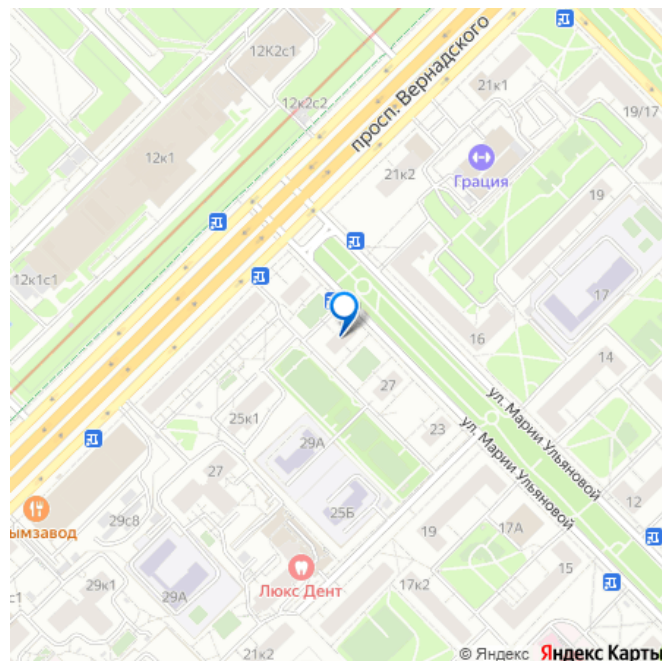 12К2с1
просп. Вернадского
21к1
12к2с2
19/17
12к1
21к2
Грация
19
12к1с1
17
16
14
27
25к1
ул. Марии Ульяновой
29А
23
ул. Марии Ульяновой
27
25Б
12
ымзавод
29с8
19
17А
Люкс Дент
29к1
29А
17к2
15
с1
21к2
© Яндекс Яндекс Карты